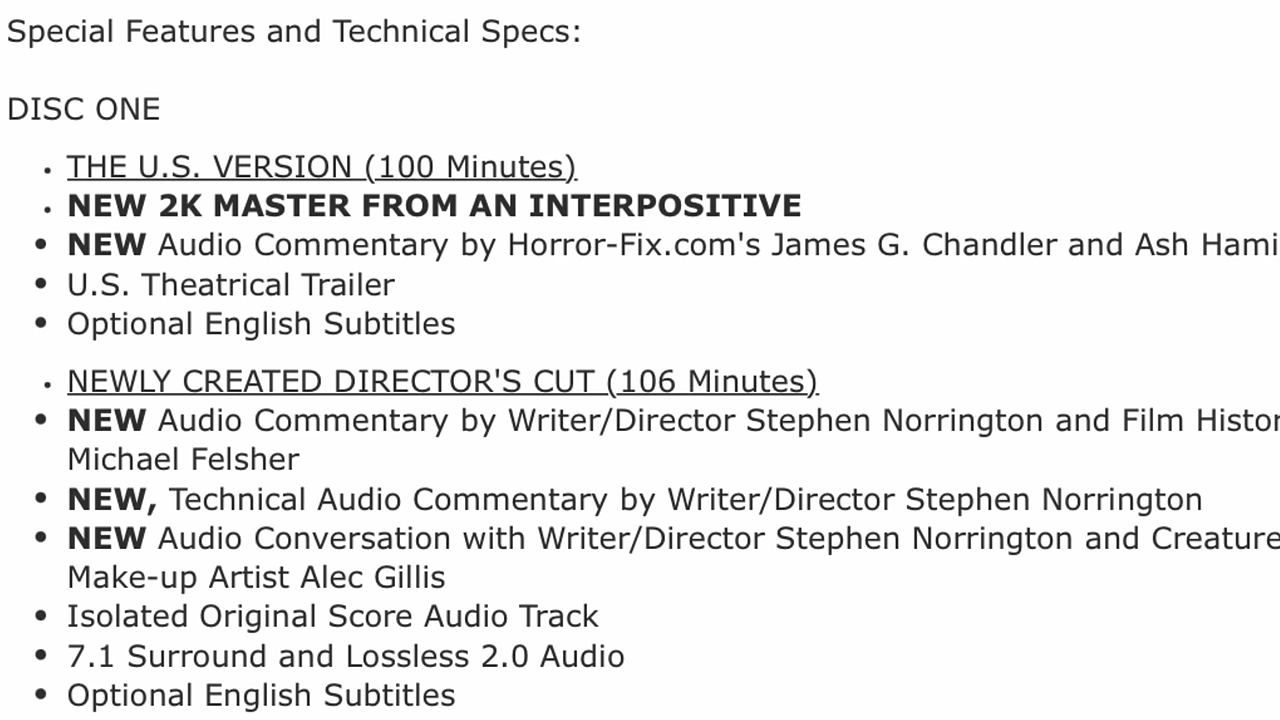 Special Features and Technical Specs:
DISC ONE
THE U.S. VERSION (100 Minutes)
NEW 2K MASTER FROM AN INTERPOSITIVE
NEW Audio Commentary by Horror-Fix.com's James G. Chandler and Ash Hami
U.S. Theatrical Trailer
Optional English Subtitles
NEWLY CREATED DIRECTOR'S CUT (106 Minutes)
NEW Audio Commentary by Writer/Director Stephen Norrington and Film Histor
Michael Felsher
NEW, Technical Audio Commentary by Writer/Director Stephen Norrington
NEW Audio Conversation with Writer/Director Stephen Norrington and Creature
Make-up Artist Alec Gillis
Isolated Original Score Audio Track
7.1 Surround and Lossless 2.0 Audio
Optional English Subtitles